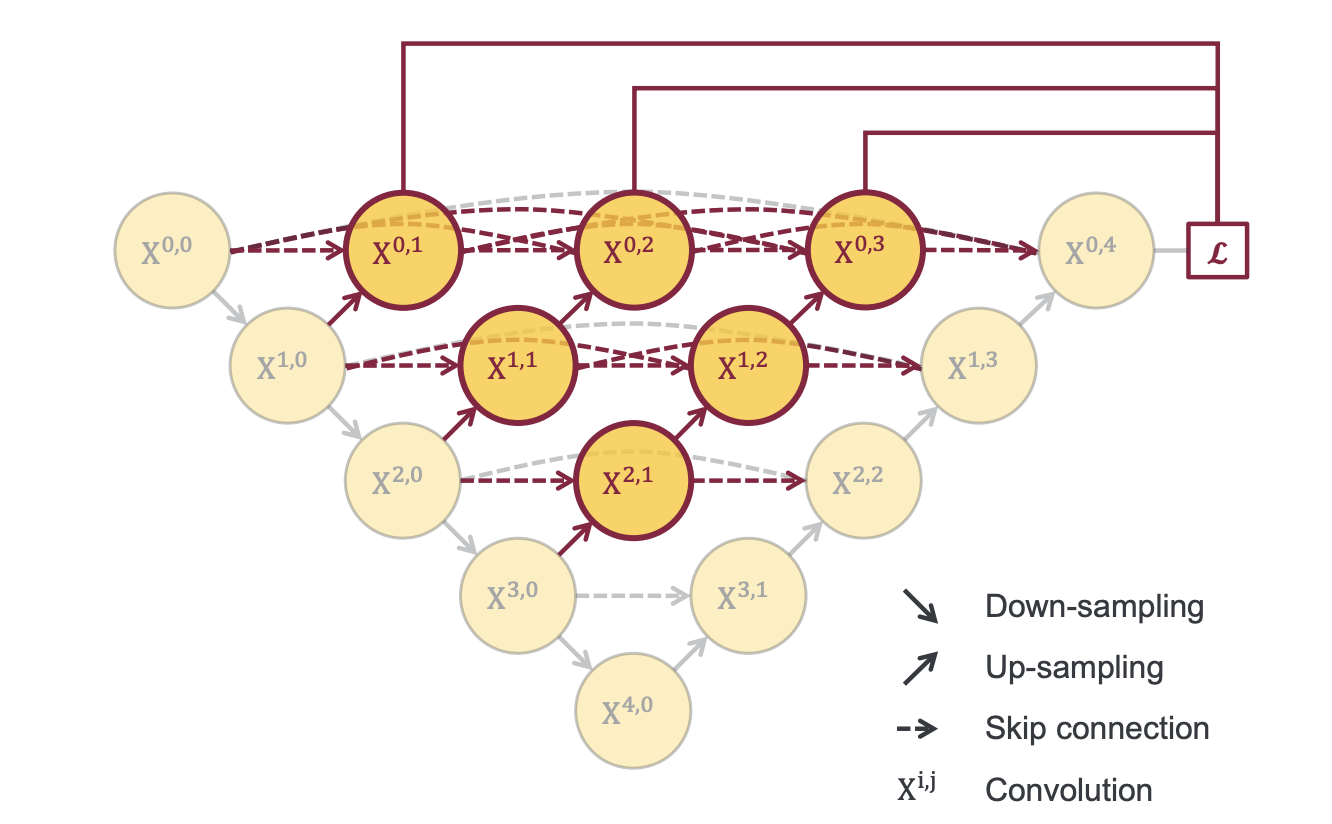 X^{0,0} X^{0,1} X^{0,2} X^{0,3} X^{0,4} ℒ
X^{1,0} X^{1,1} X^{1,2} X^{1,3}
X^{2,0} X^{2,1} X^{2,2}
X^{3,0} X^{3,1}
X^{4,0}
Down-sampling
Up-sampling
Skip connection
X^{i,j} Convolution